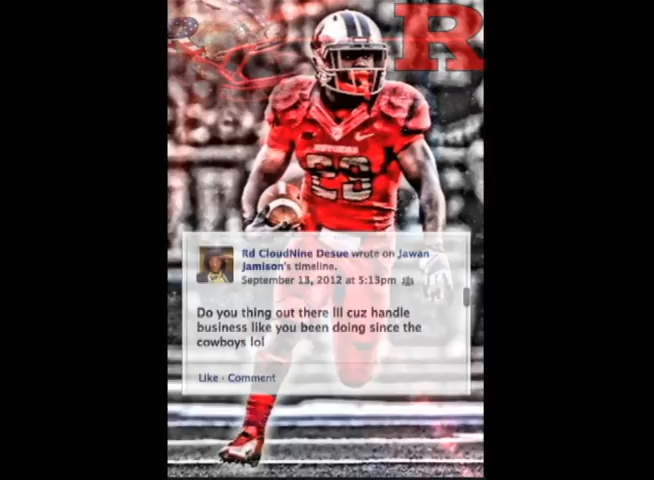 R
RUTGERS
23
Rd CloudNine Desue wrote on Jawan
Jamison's timeline.
September 13, 2012 at 5:13pm
Do you thing out there lil cuz handle
business like you been doing since the
cowboys lol
Like · Comment